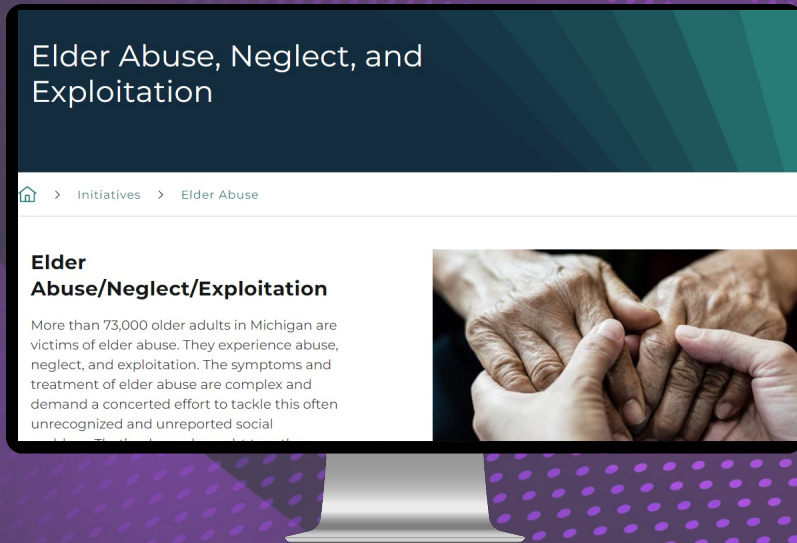 Elder Abuse, Neglect, and
Exploitation
> Initiatives > Elder Abuse
Elder
Abuse/Neglect/Exploitation
More than 73,000 older adults in Michigan are
victims of elder abuse. They experience abuse,
neglect, and exploitation. The symptoms and
treatment of elder abuse are complex and
demand a concerted effort to tackle this often
unrecognized and unreported social